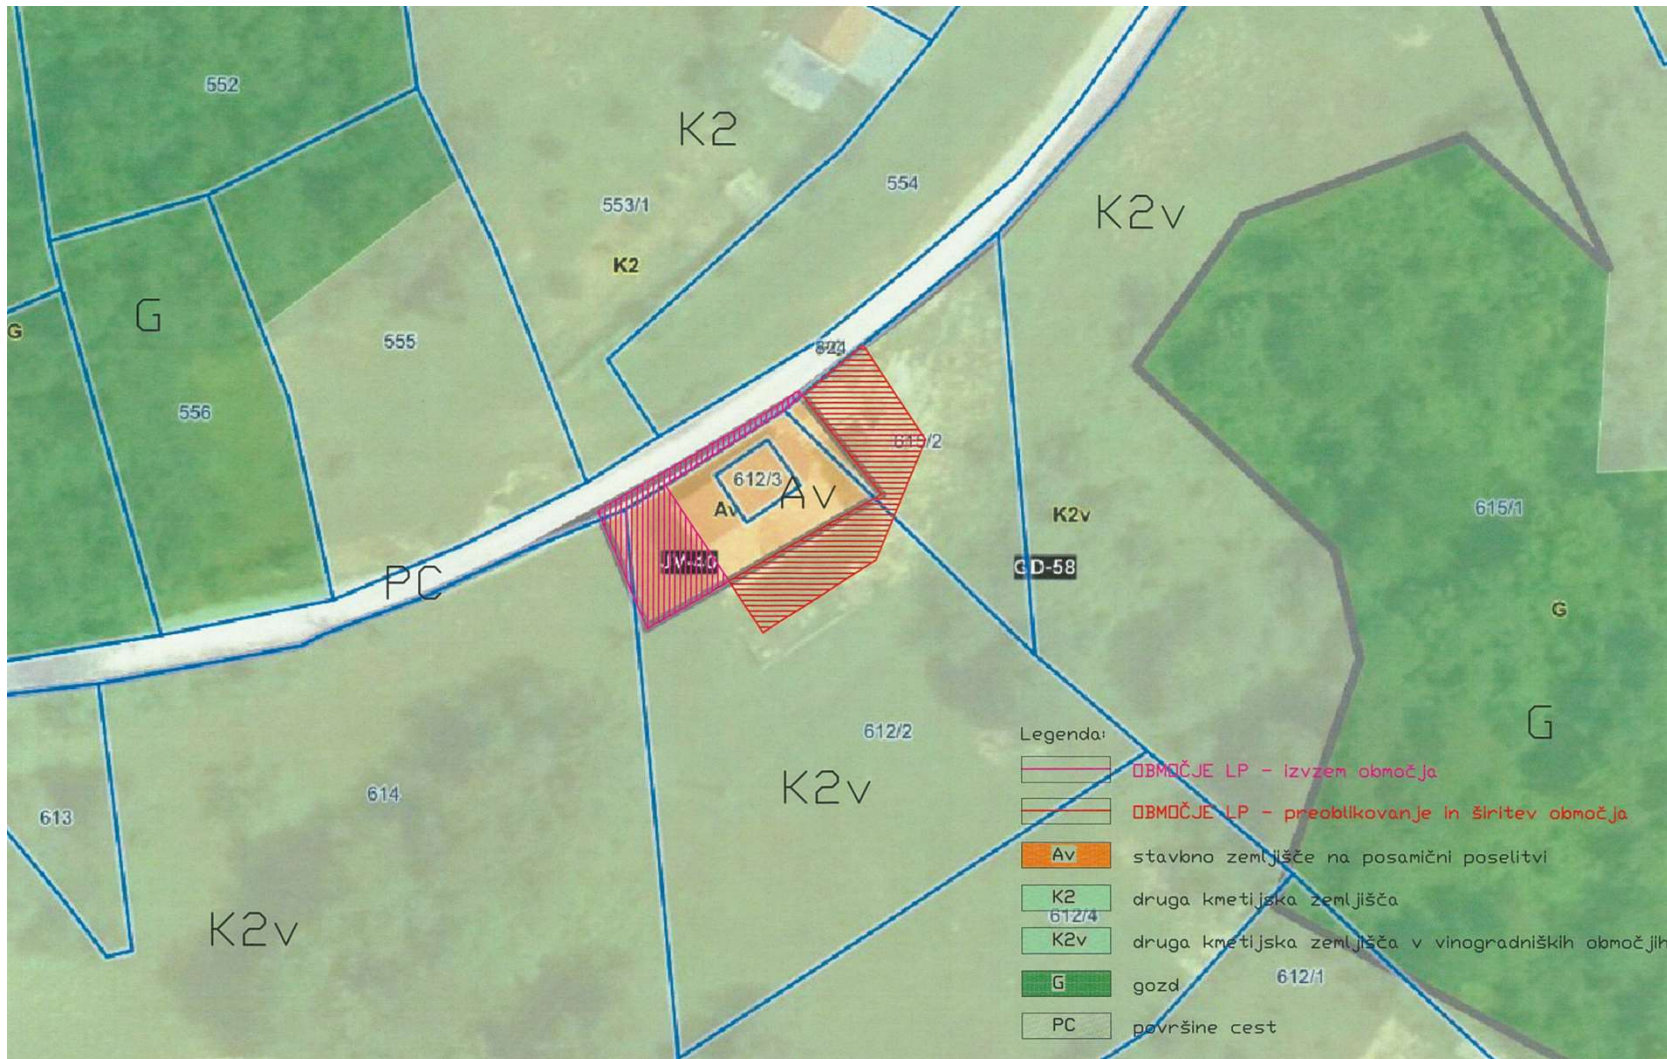 552
K2
554
553/1
K2v
K2
G
G
555
556
612/3
Av
Av
615/1
K2v
GD-58
PC
G
G
612/2
K2v
614
613
K2v
Legenda:
OBMOČJE LP - izvzem območja
OBMOČJE LP - preoblikovanje in širitev območja
Av stavbno zemljišče na posamični poselitvi
K2 druga kmetijska zemljišča
612/4
K2v druga kmetijska zemljišča v vinogradniških območjih
612/1
G gozd
PC površine cest